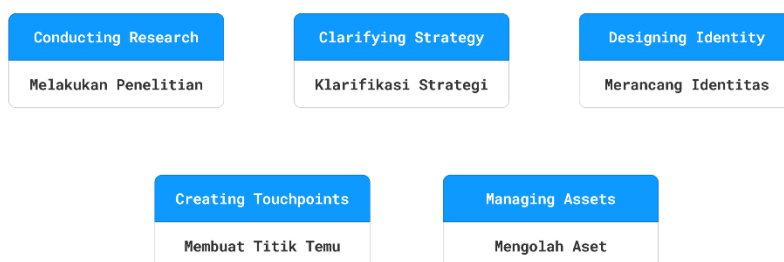 Conducting Research
Melakukan Penelitian
Clarifying Strategy
Klarifikasi Strategi
Designing Identity
Merancang Identitas
Creating Touchpoints
Membuat Titik Temu
Managing Assets
Mengolah Aset